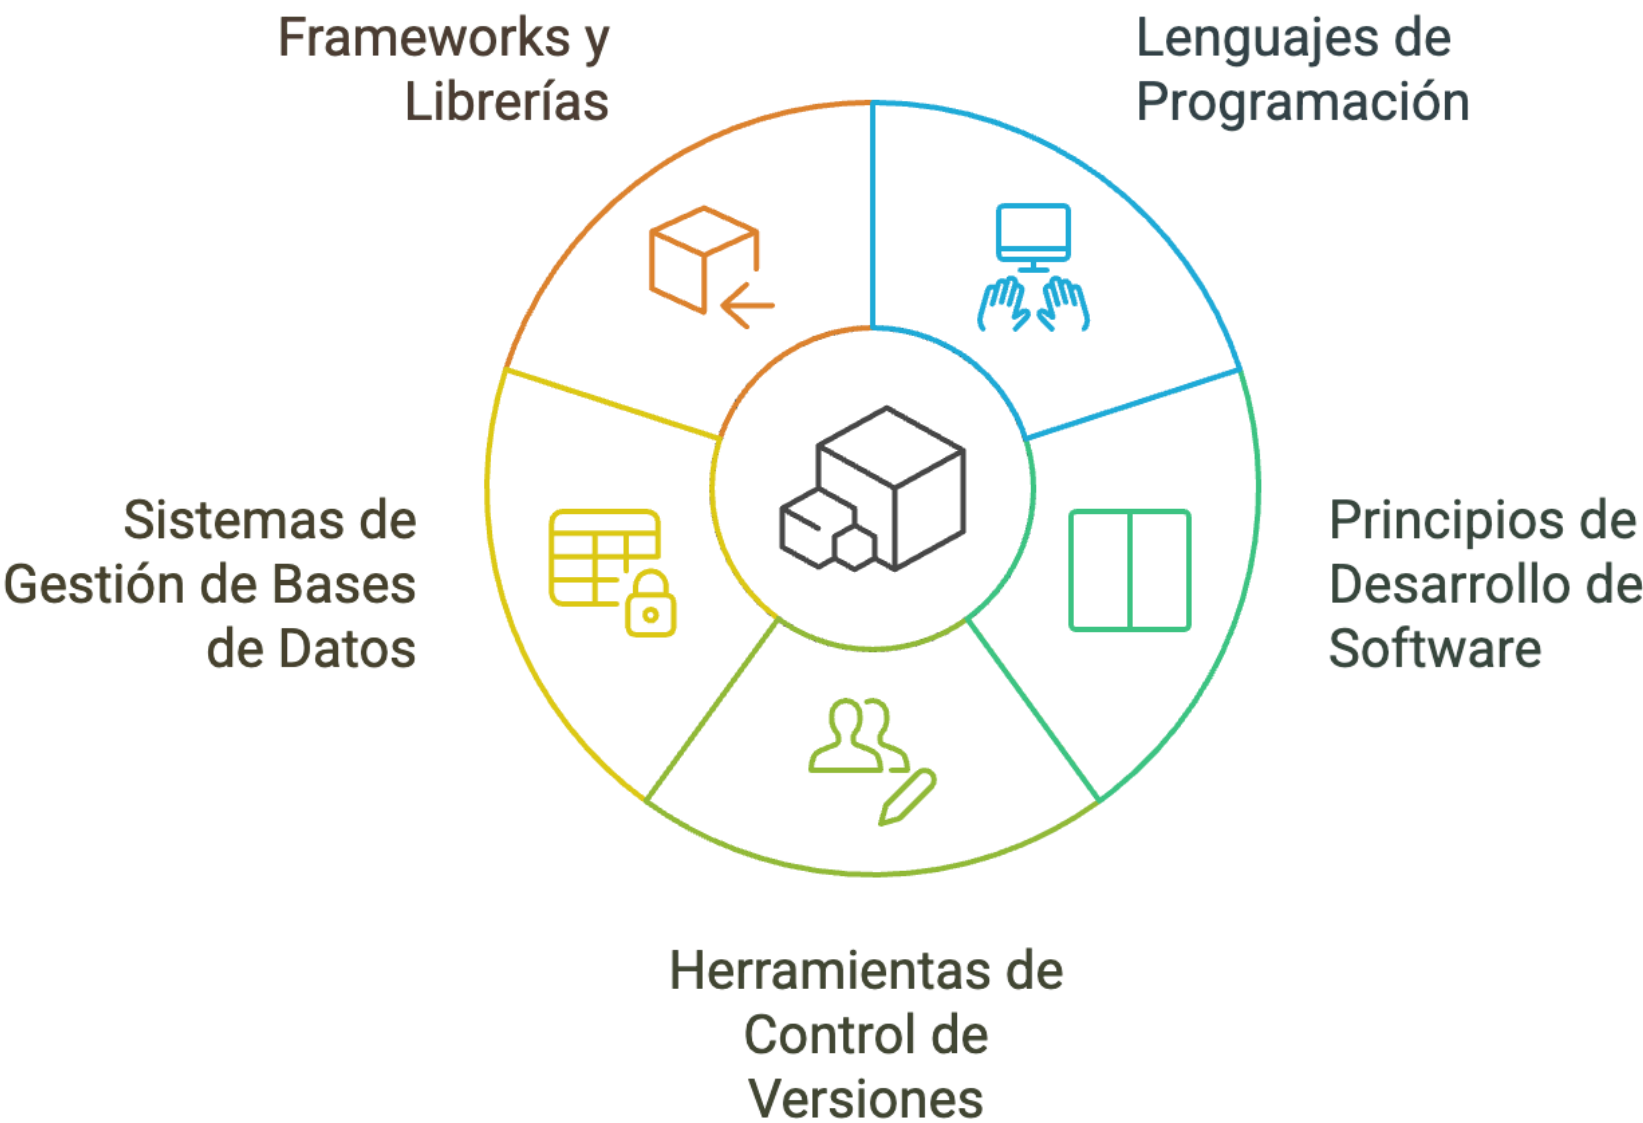 Frameworks y
Librerías
Lenguajes de
Programación
Sistemas de
Gestión de Bases
de Datos
Principios de
Desarrollo de
Software
Herramientas de
Control de
Versiones